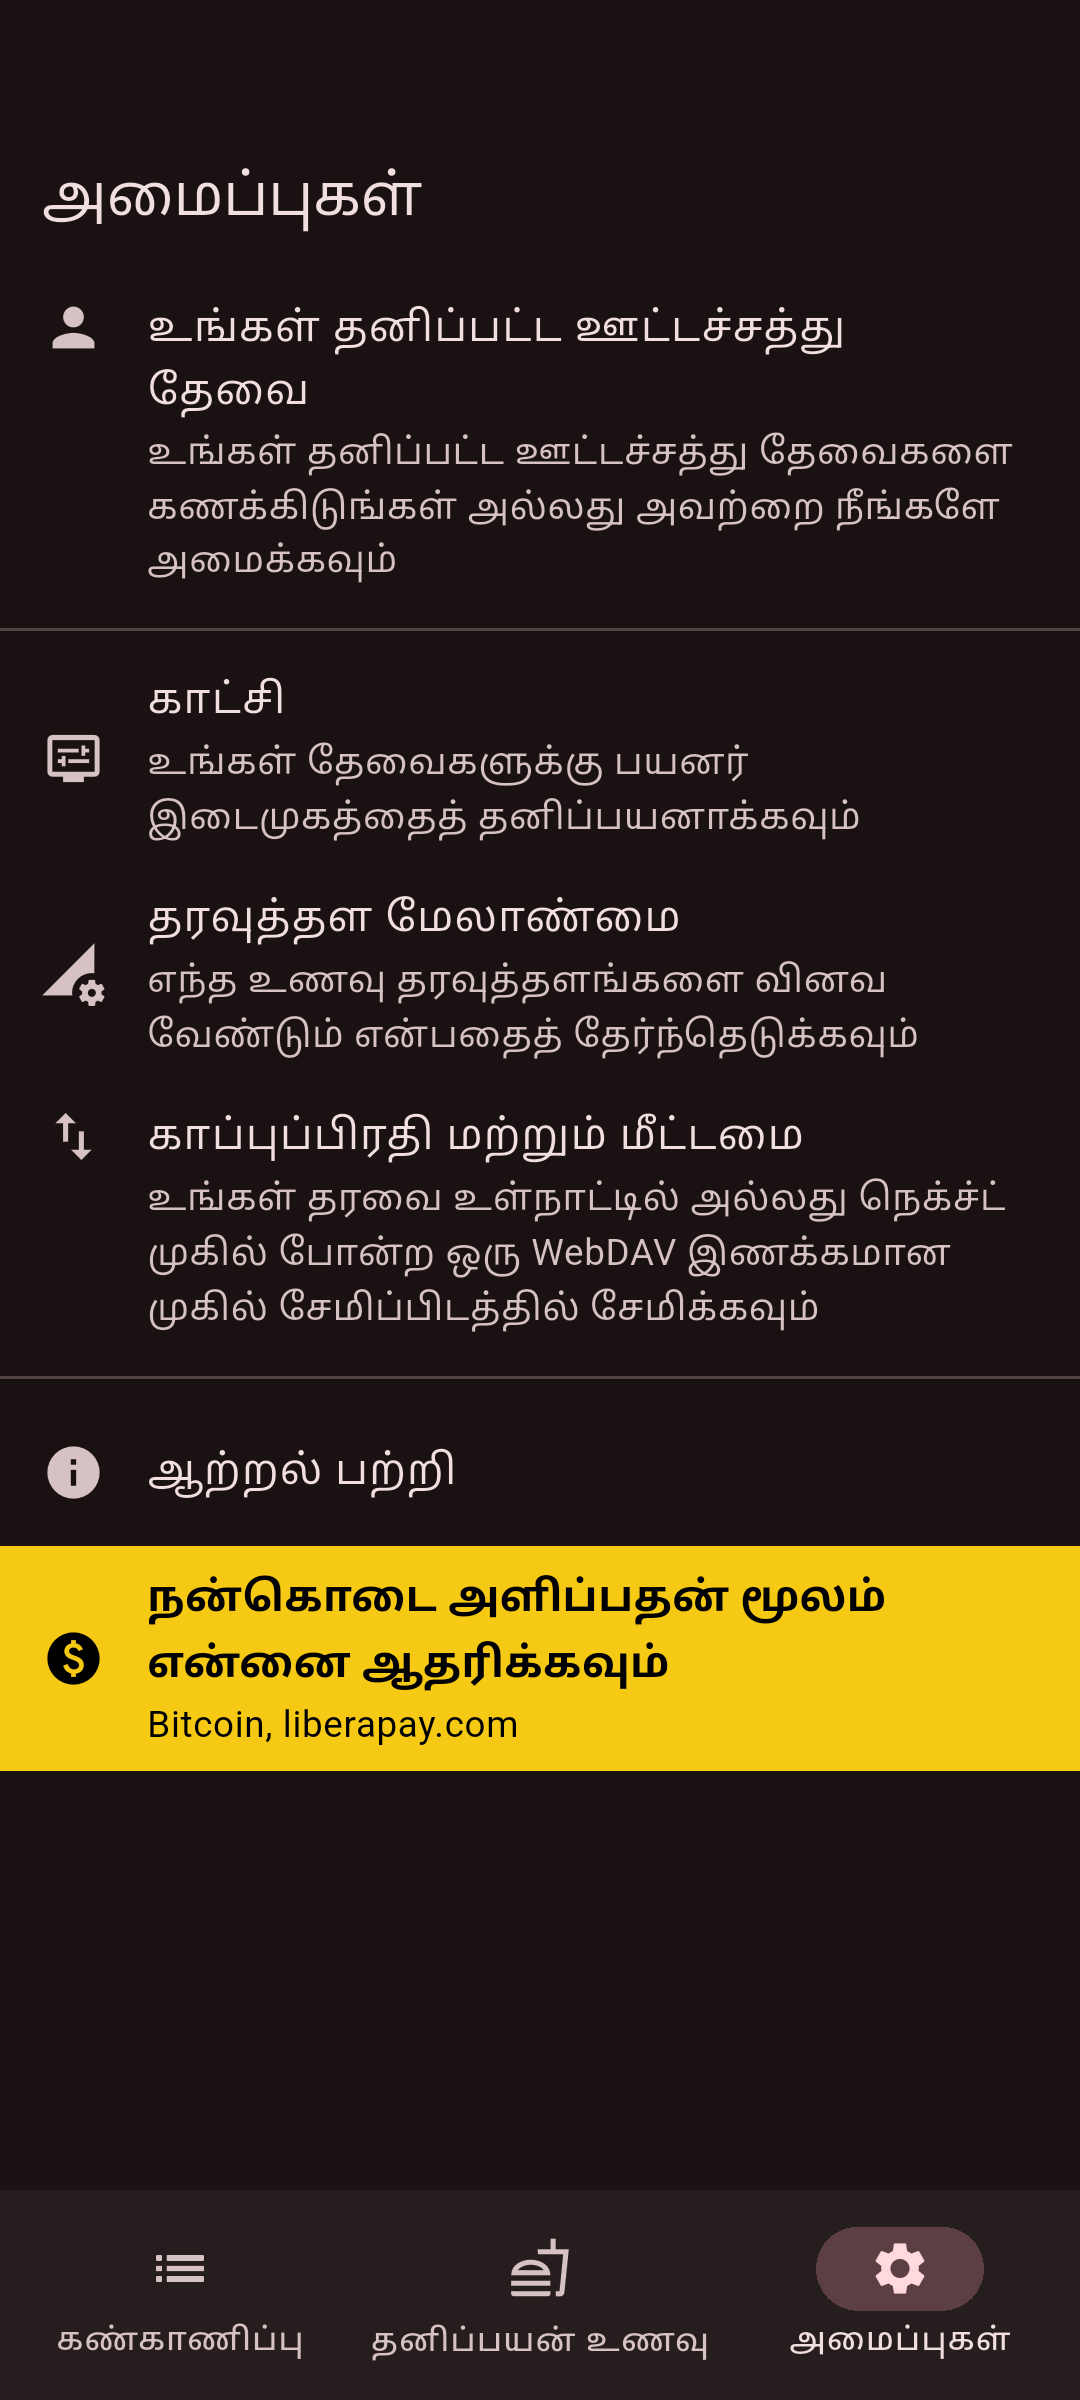 அமைப்புகள்
உங்கள் தனிப்பட்ட ஊட்டச்சத்து
தேவை
உங்கள் தனிப்பட்ட ஊட்டச்சத்து தேவைகளை
கணக்கிடுங்கள் அல்லது அவற்றை நீங்களே
அமைக்கவும்
காட்சி
உங்கள் தேவைகளுக்கு பயனர்
இடைமுகத்தைத் தனிப்பயனாக்கவும்
தரவுத்தள மேலாண்மை
எந்த உணவு தரவுத்தளங்களை வினவ
வேண்டும் என்பதைத் தேர்ந்தெடுக்கவும்
காப்புப்பிரதி மற்றும் மீட்டமை
உங்கள் தரவை உள்நாட்டில் அல்லது நெக்ச்ட்
முகில் போன்ற ஒரு WebDAV இணக்கமான
முகில் சேமிப்பிடத்தில் சேமிக்கவும்
ஆற்றல் பற்றி
நன்கொடை அளிப்பதன் மூலம்
என்னை ஆதரிக்கவும்
Bitcoin, liberapay.com
கண்காணிப்பு
தனிப்பயன் உணவு
அமைப்புகள்